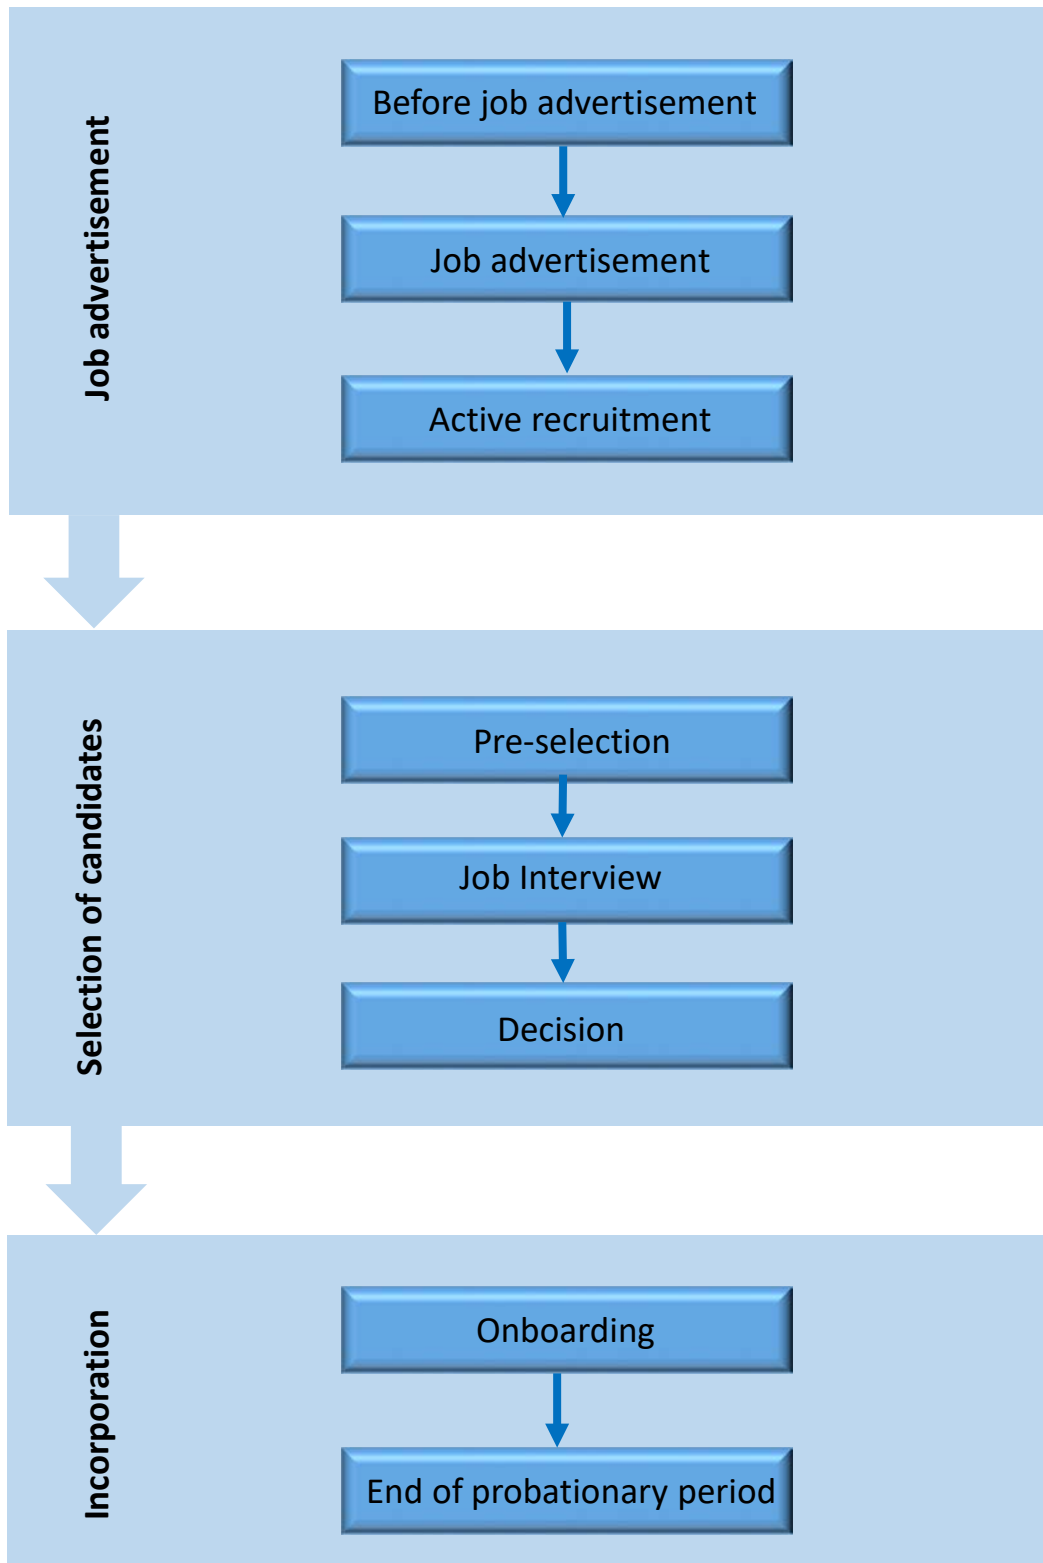 Job advertisement
Before job advertisement
Job advertisement
Active recruitment
Selection of candidates
Pre-selection
Job Interview
Decision
Incorporation
Onboarding
End of probationary period